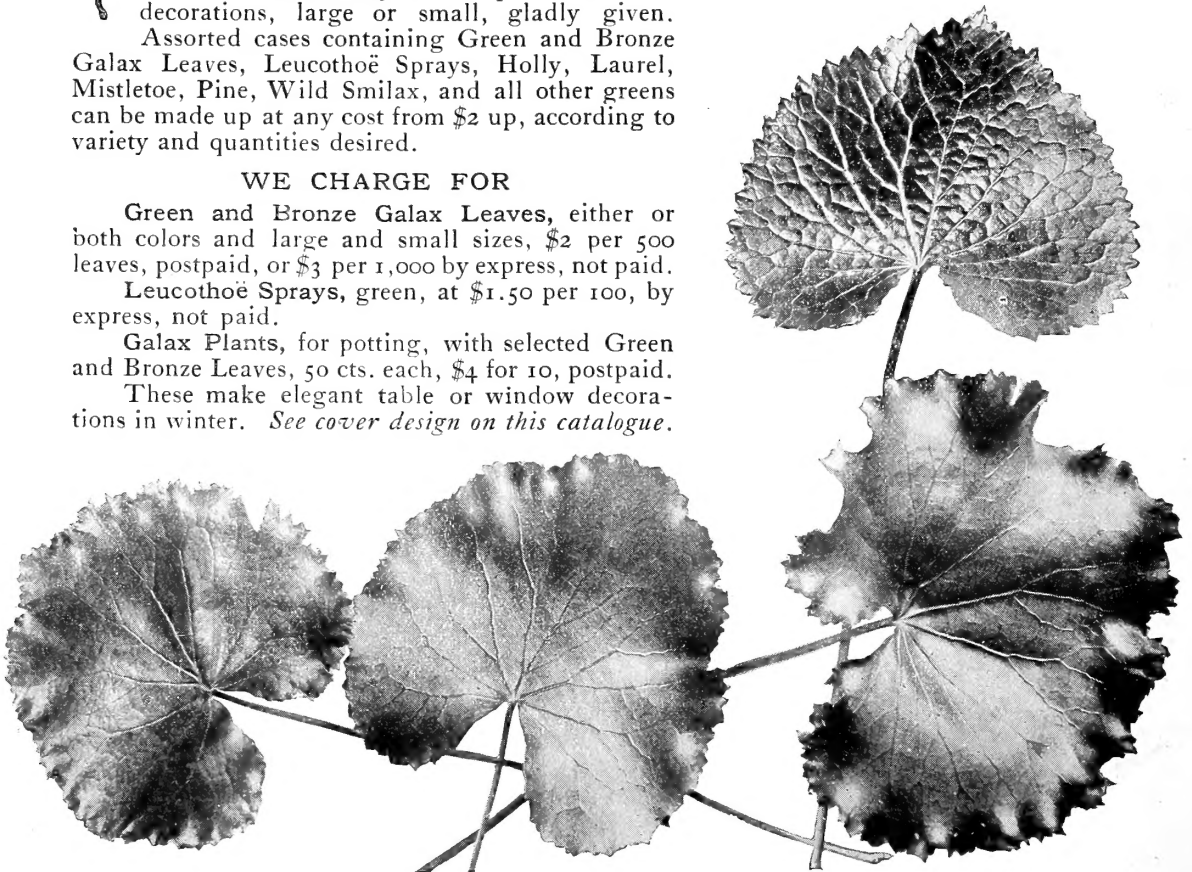 decorations, large or small, gladly given.
Assorted cases containing Green and Bronze
Galax Leaves, Leucothoë Sprays, Holly, Laurel,
Mistletoe, Pine, Wild Smilax, and all other greens
can be made up at any cost from $2 up, according to
variety and quantities desired.
WE CHARGE FOR
Green and Bronze Galax Leaves, either or
both colors and large and small sizes, $2 per 500
leaves, postpaid, or $3 per 1,000 by express, not paid.
Leucothoë Sprays, green, at $1.50 per 100, by
express, not paid.
Galax Plants, for potting, with selected Green
and Bronze Leaves, 50 cts. each, $4 for 10, postpaid.
These make elegant table or window decora-
tions in winter. See cover design on this catalogue.